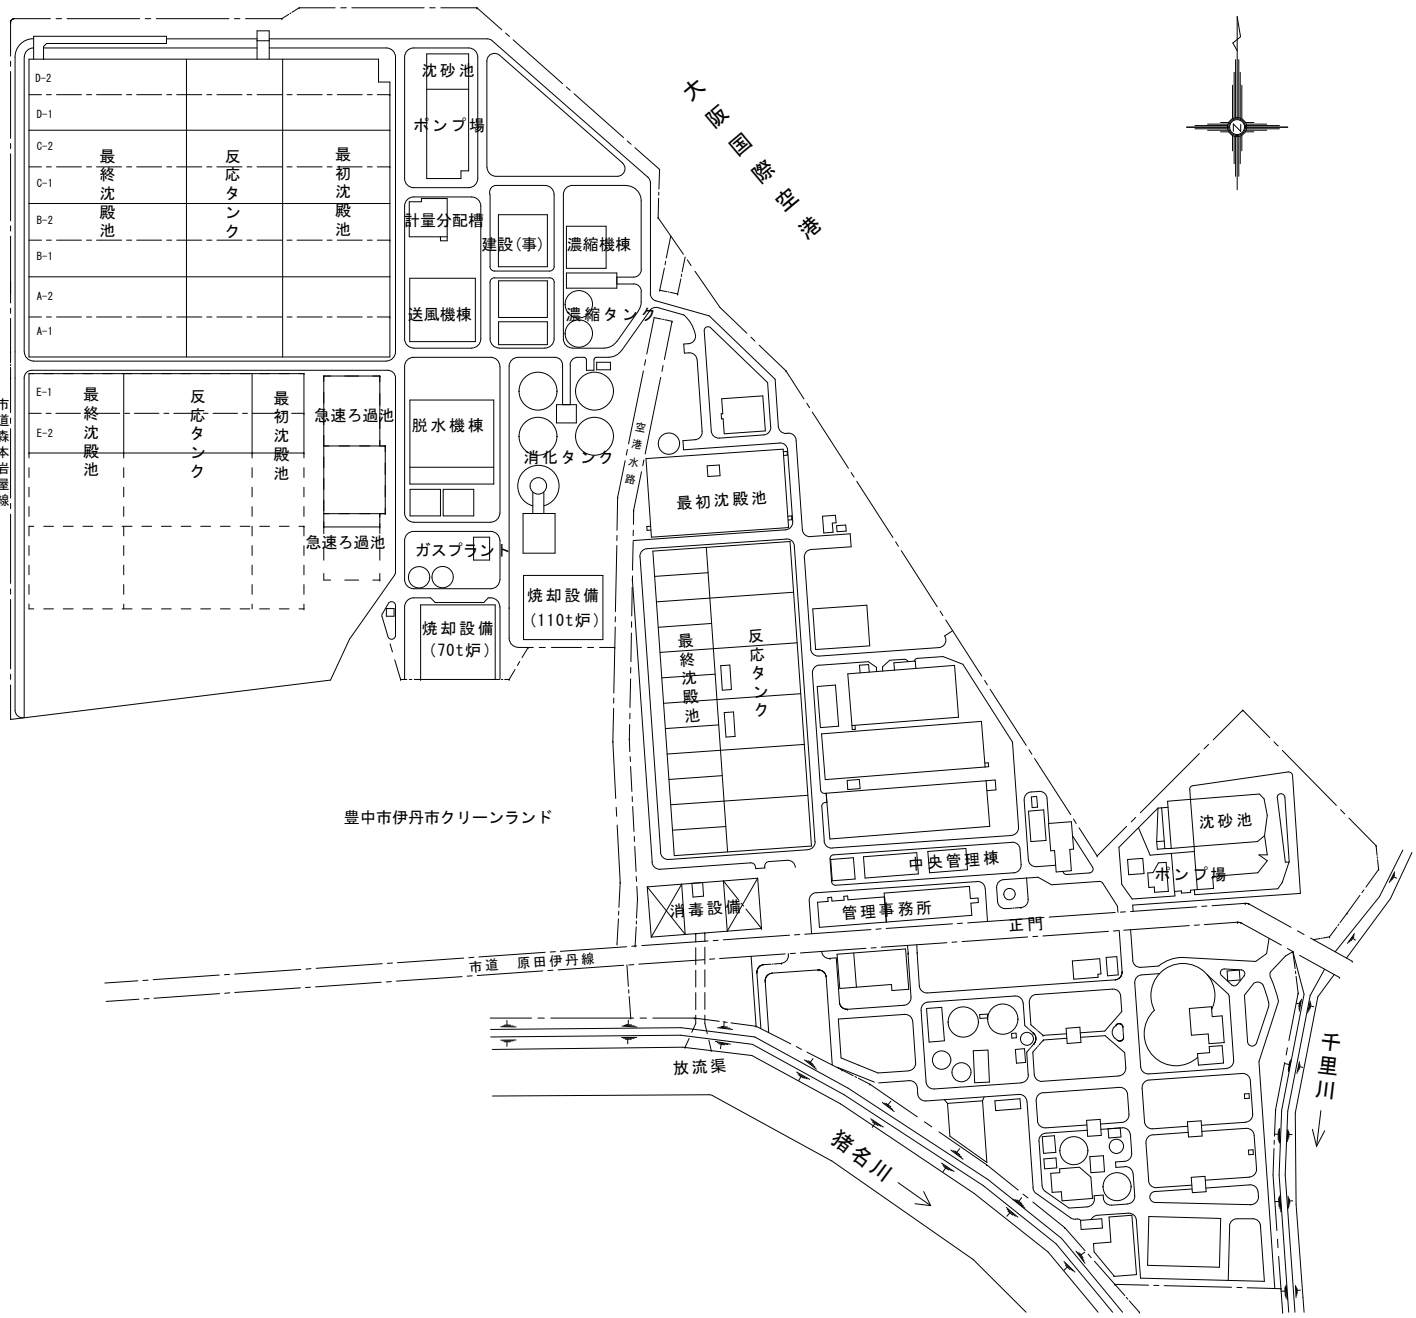 D-2
D-1
C-2
C-1
B-2
B-1
A-2
A-1
最終沈殿池
反応タンク
最初沈殿池
沈砂池
ポンプ場
計量分配槽
建設(事)
濃縮機棟
送風機棟
濃縮タンク
大阪国際空港
N
市道森本岩屋線
E-1
E-2
最終沈殿池
反応タンク
最初沈殿池
急速ろ過池
急速ろ過池
脱水機棟
消化タンク
空港水路
ガスプラント
焼却設備
(70t炉)
焼却設備
(110t炉)
最初沈殿池
最終沈殿池
反応タンク
豊中市伊丹市クリーンランド
中央管理棟
管理事務所
消毒設備
正門
沈砂池
ポンプ場
市道 原田伊丹線
放流渠
猪名川
千里川